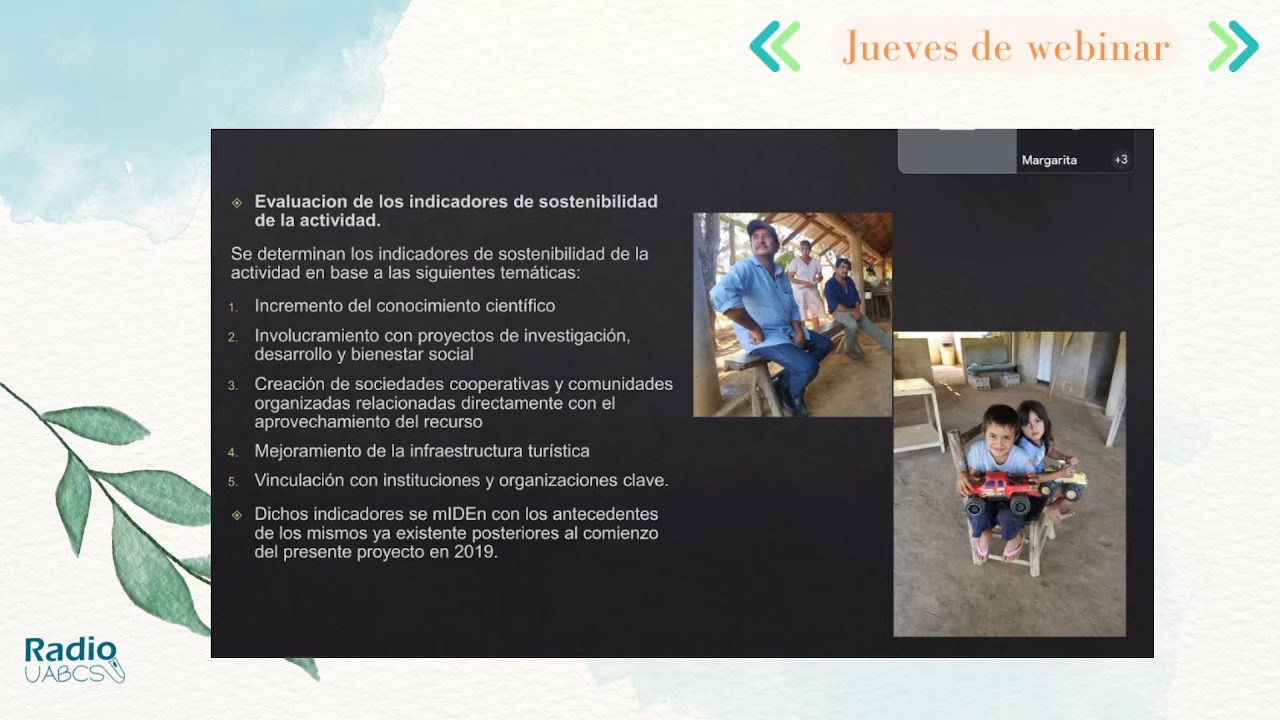 Jueves de webinar
Margarita
+3
Evaluacion de los indicadores de sostenibilidad
de la actividad.
Se determinan los indicadores de sostenibilidad de la
actividad en base a las siguientes temáticas:
1. Incremento del conocimiento científico
2. Involucramiento con proyectos de investigación,
desarrollo y bienestar social
3. Creación de sociedades cooperativas y comunidades
organizadas relacionadas directamente con el
aprovechamiento del recurso
4. Mejoramiento de la infraestructura turística
5. Vinculación con instituciones y organizaciones clave.
Dichos indicadores se mIDEn con los antecedentes
de los mismos ya existente posteriores al comienzo
del presente proyecto en 2019.
Radio
UABCS